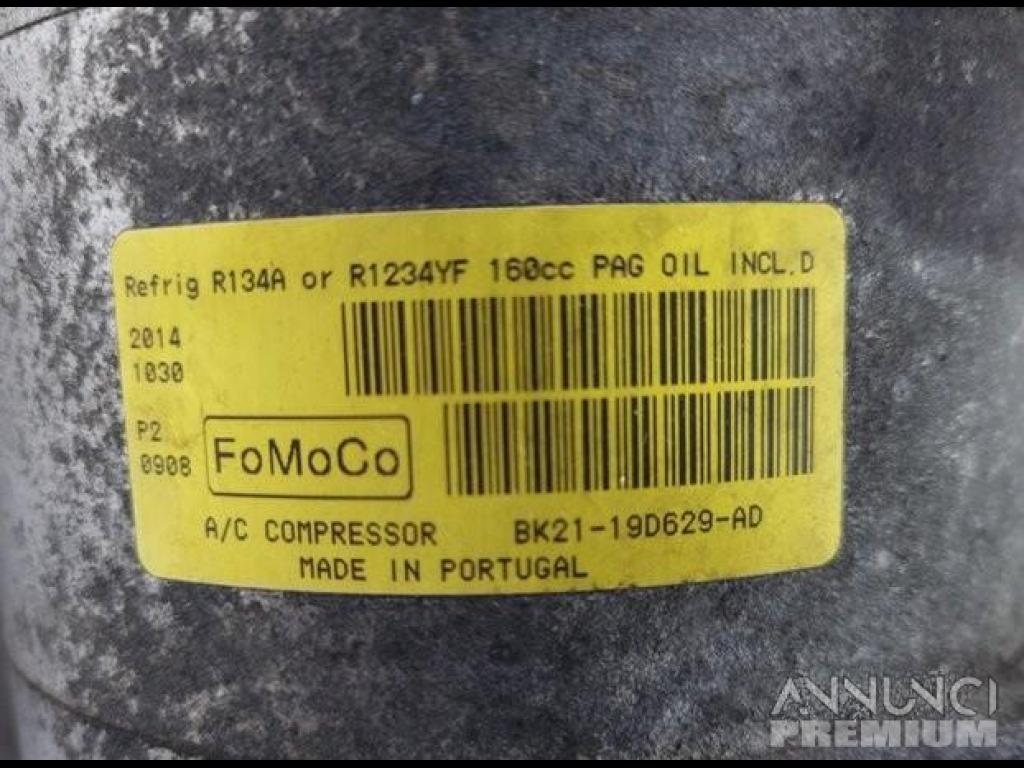 Refrig R134A or R1234YF 160cc PAG OIL INCL.D
2014
1030
P2
0908
FoMoCo
A/C COMPRESSOR BK21-19D629-AD
MADE IN PORTUGAL
ANNUNCI
PREMIUM